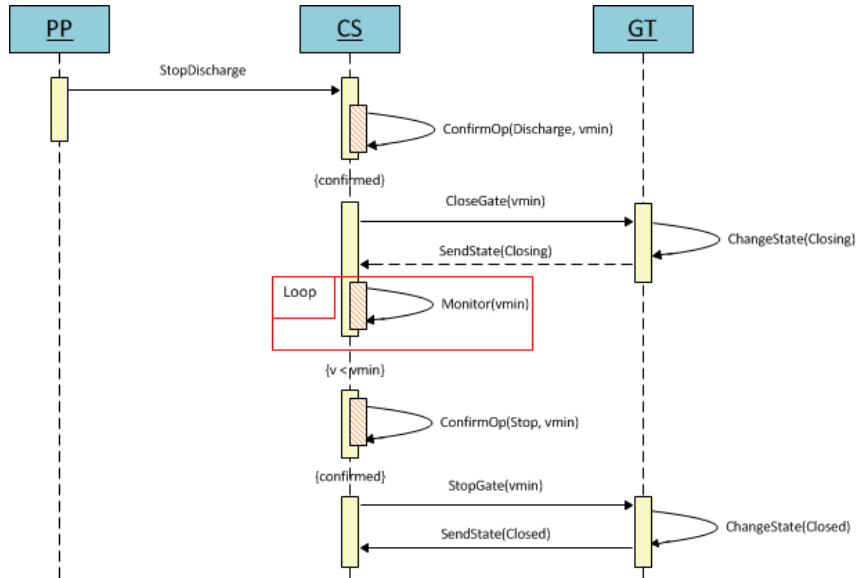 PP
CS
GT
StopDischarge
ConfirmOp(Discharge, vmin)
{confirmed}
CloseGate(vmin)
ChangeState(Closing)
SendState(Closing)
Loop
Monitor(vmin)
{v < vmin}
ConfirmOp(Stop, vmin)
{confirmed}
StopGate(vmin)
ChangeState(Closed)
SendState(Closed)